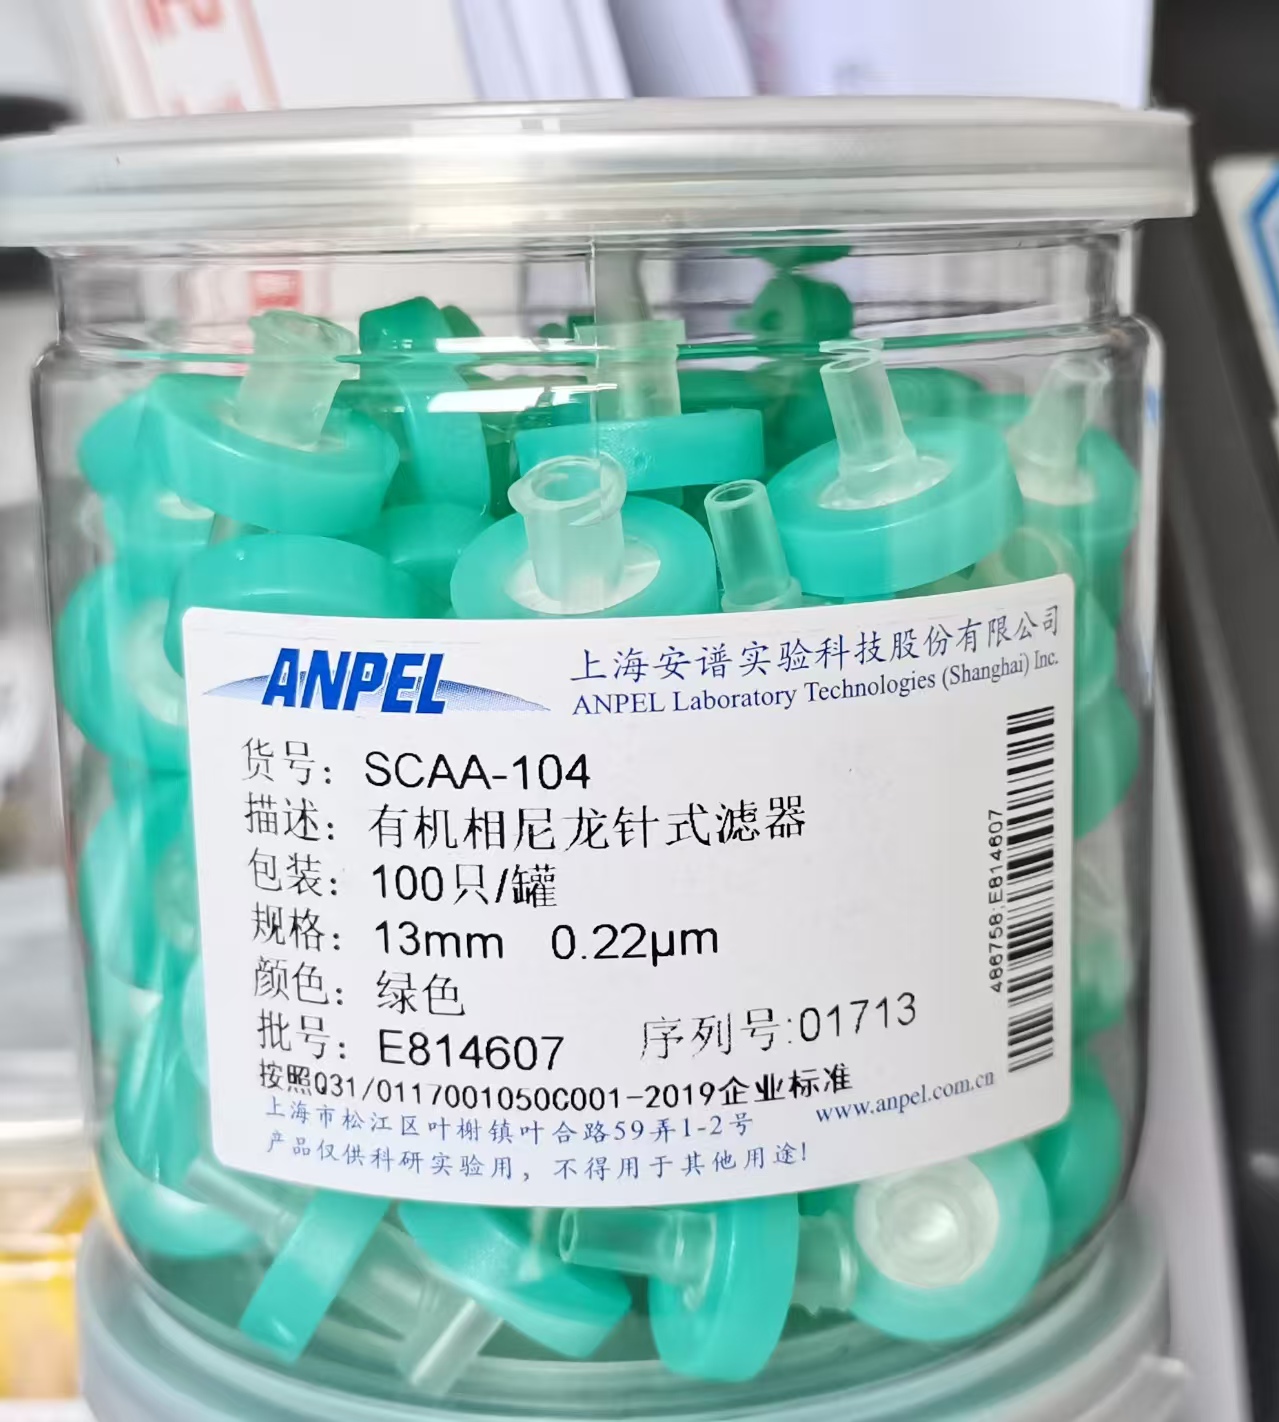 ANPEL
上海安谱实验科技股份有限公司
ANPEL Laboratory Technologies (Shanghai) Inc.
货号: SCAA-104
描述: 有机相尼龙针式滤器
包装: 100只/罐
规格: 13mm 0.22µm
颜色: 绿色
批号: E814607 序列号:01713
按照Q31/0117001050C001-2019企业标准
上海市松江区叶榭镇叶合路59弄1-2号
www.anpel.com.cn
产品仅供科研实验用，不得用于其他用途!
486758;E814607